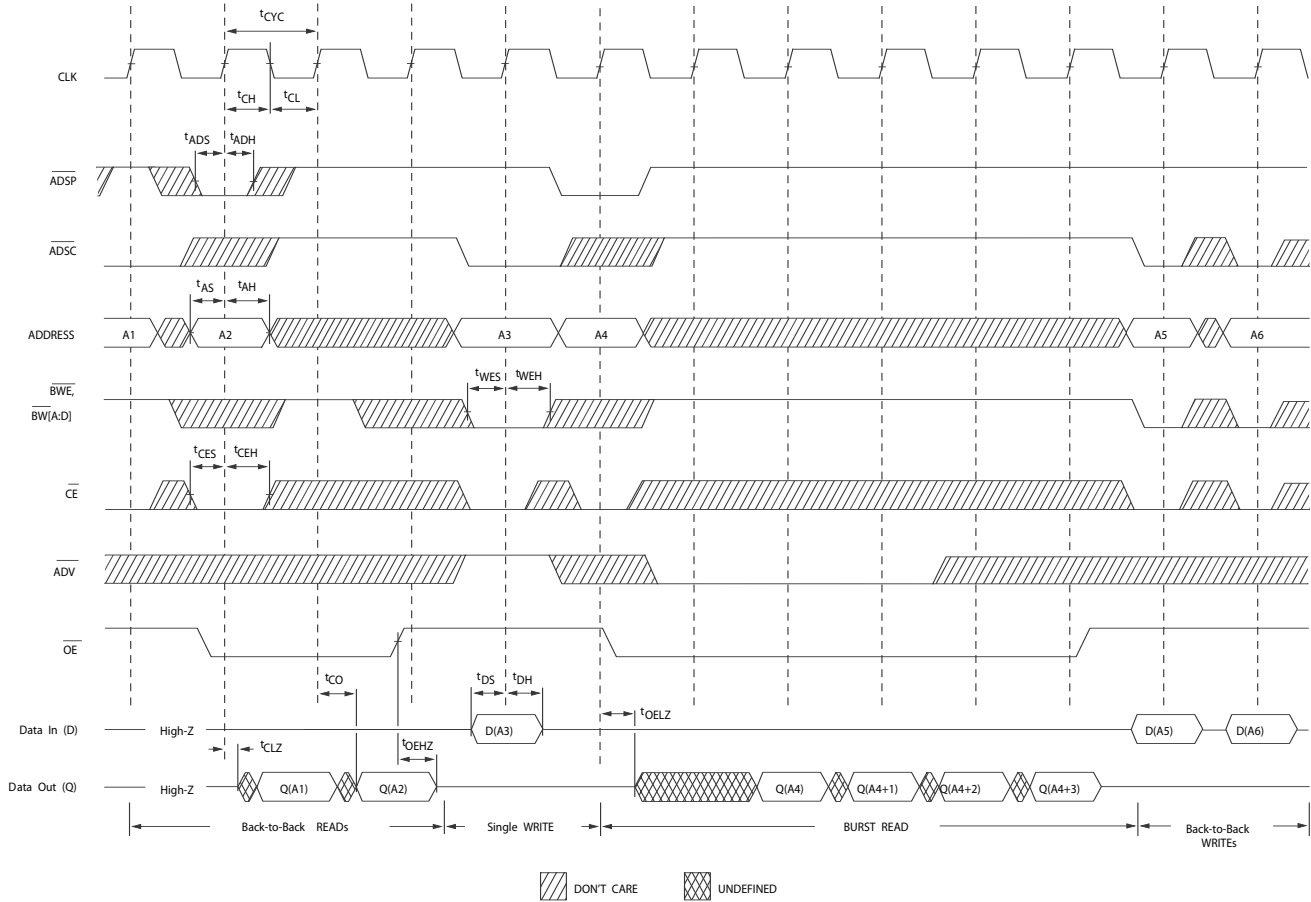 tCYC
CLK
tCH
tCL
tADS
tADH
ADSP
ADSC
tAS
tAH
ADDRESS
A1
A2
A3
A4
A5
A6
BWE,
BW[A:D]
tWES
tWEH
tCES
tCEH
CE
ADV
OE
tCO
tDS
tDH
tOELZ
Data In (D)
High-Z
D(A3)
D(A5)
D(A6)
tCLZ
tOEHZ
Data Out (Q)
High-Z
Q(A1)
Q(A2)
Q(A4)
Q(A4+1)
Q(A4+2)
Q(A4+3)
Back-to-Back READs
Single WRITE
BURST READ
Back-to-Back
WRITEs
DON'T CARE
UNDEFINED